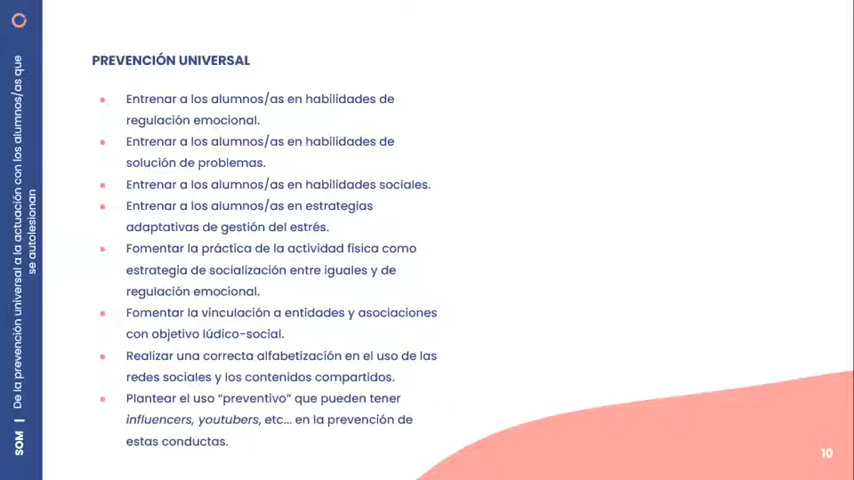 SOM | De la prevención universal a la actuación con los alumnos/as que
se autolesionan
PREVENCIÓN UNIVERSAL
• Entrenar a los alumnos/as en habilidades de
regulación emocional.
• Entrenar a los alumnos/as en habilidades de
solución de problemas.
• Entrenar a los alumnos/as en habilidades sociales.
• Entrenar a los alumnos/as en estrategias
adaptativas de gestión del estrés.
• Fomentar la práctica de la actividad física como
estrategia de socialización entre iguales y de
regulación emocional.
• Fomentar la vinculación a entidades y asociaciones
con objetivo lúdico-social.
• Realizar una correcta alfabetización en el uso de las
redes sociales y los contenidos compartidos.
• Plantear el uso “preventivo” que pueden tener
influencers, youtubers, etc... en la prevención de
estas conductas.
10